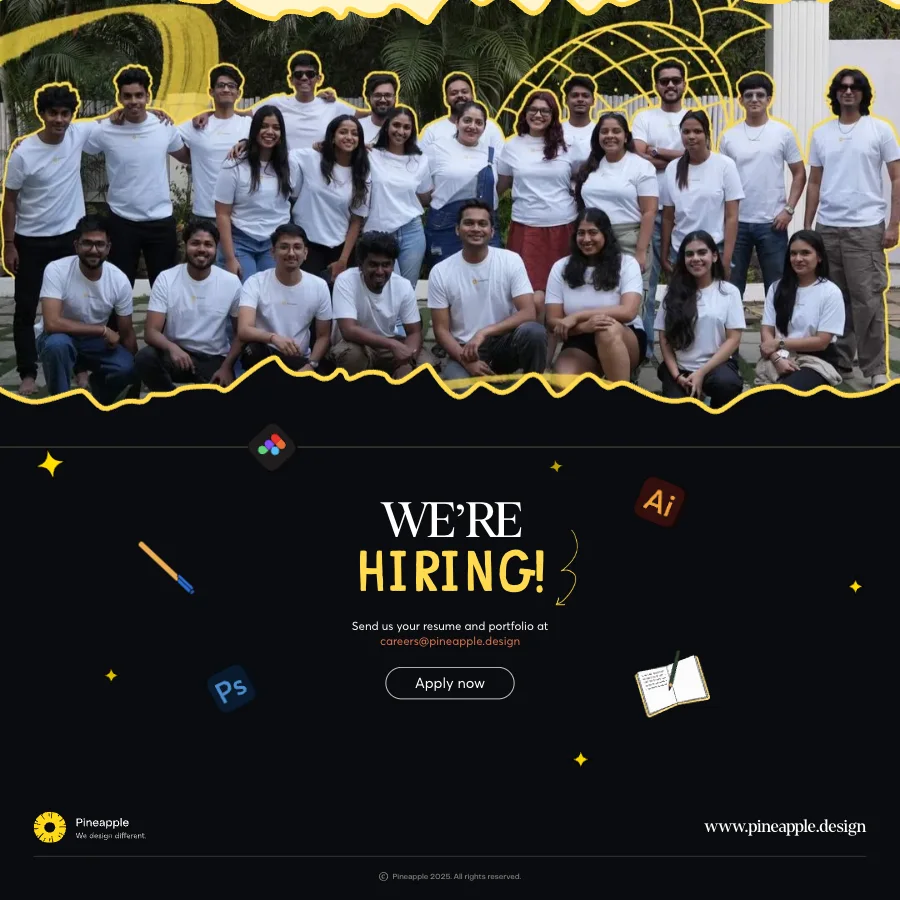 Ai
WE’RE
HIRING!
Send us your resume and portfolio at
careers@pineapple.design
Ps
Apply now
Pineapple
We design different.
www.pineapple.design
© Pineapple 2025. All rights reserved.